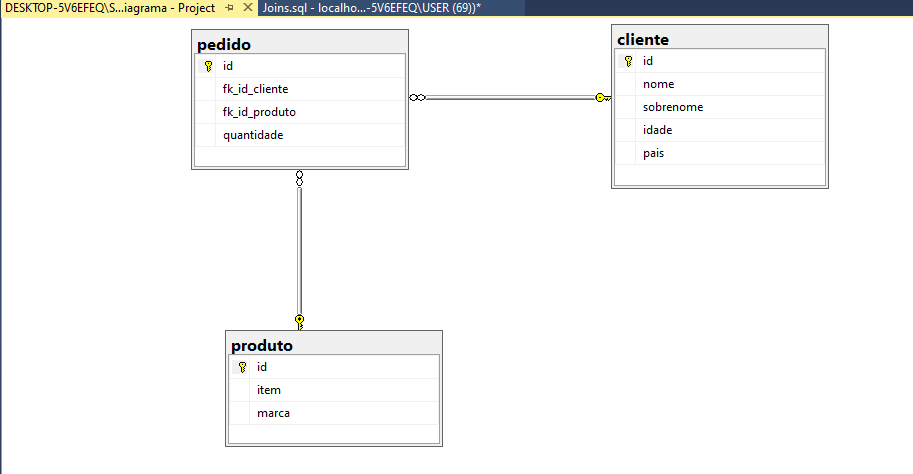 DESKTOP-5V6EFEQ\S...iagrama - Project
Joins.sql - localho...-5V6EFEQ\USER (69))*
pedido
id
fk_id_cliente
fk_id_produto
quantidade
cliente
id
nome
sobrenome
idade
pais
produto
id
item
marca